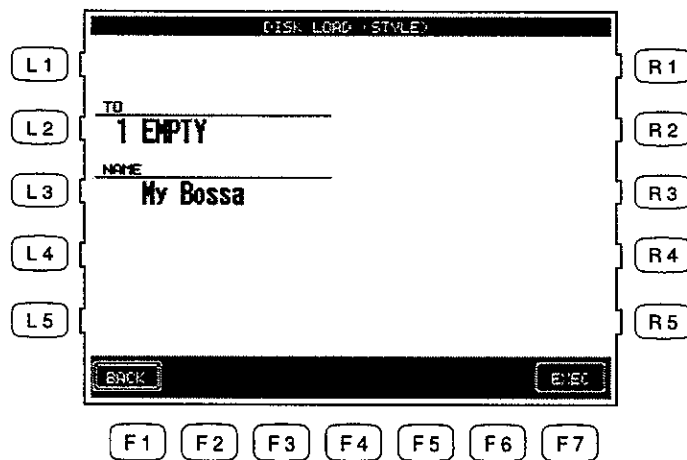 DISK LOAD (STYLE)
L1
R1
TO
L2
1 EMPTY
R2
NAME
L3
My Bossa
R3
L4
R4
L5
R5
BACK
EXEC
F1 F2 F3 F4 F5 F6 F7